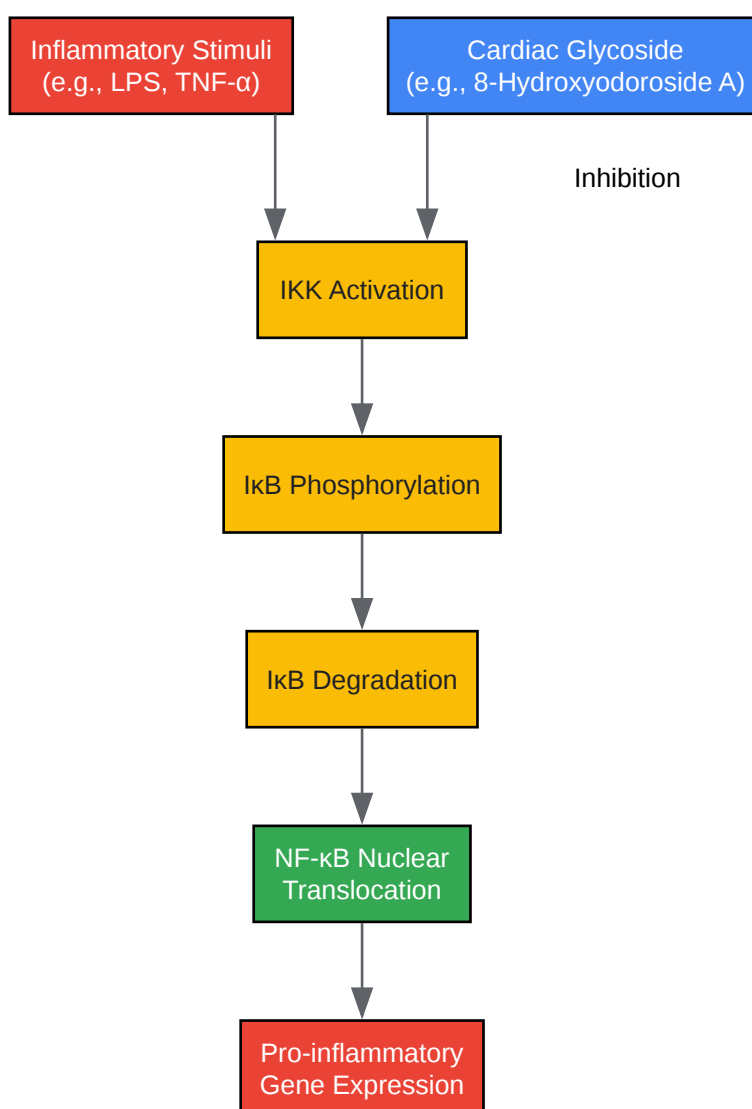 Inflammatory Stimuli
(e.g., LPS, TNF-α)
Cardiac Glycoside
(e.g., 8-Hydroxyodoroside A)
Inhibition
IKK Activation
IκB Phosphorylation
IκB Degradation
NF-κB Nuclear
Translocation
Pro-inflammatory
Gene Expression